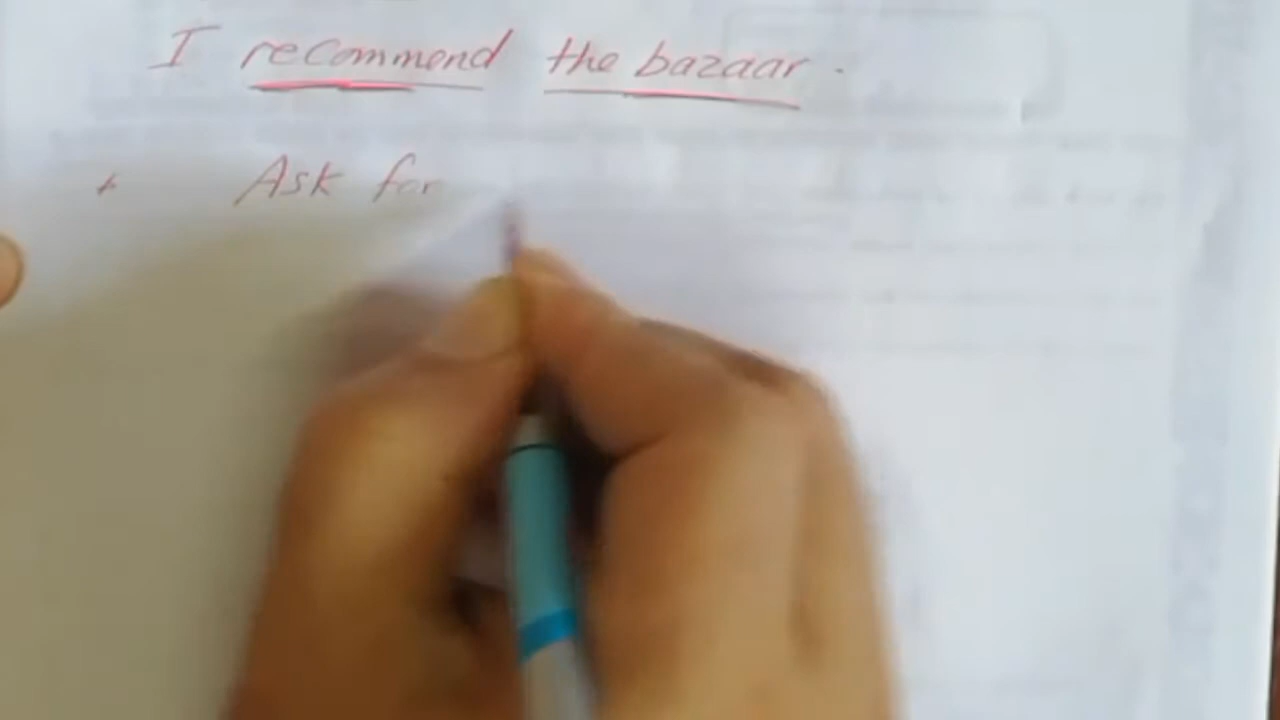 I recommend the bazaar.
+ Ask for